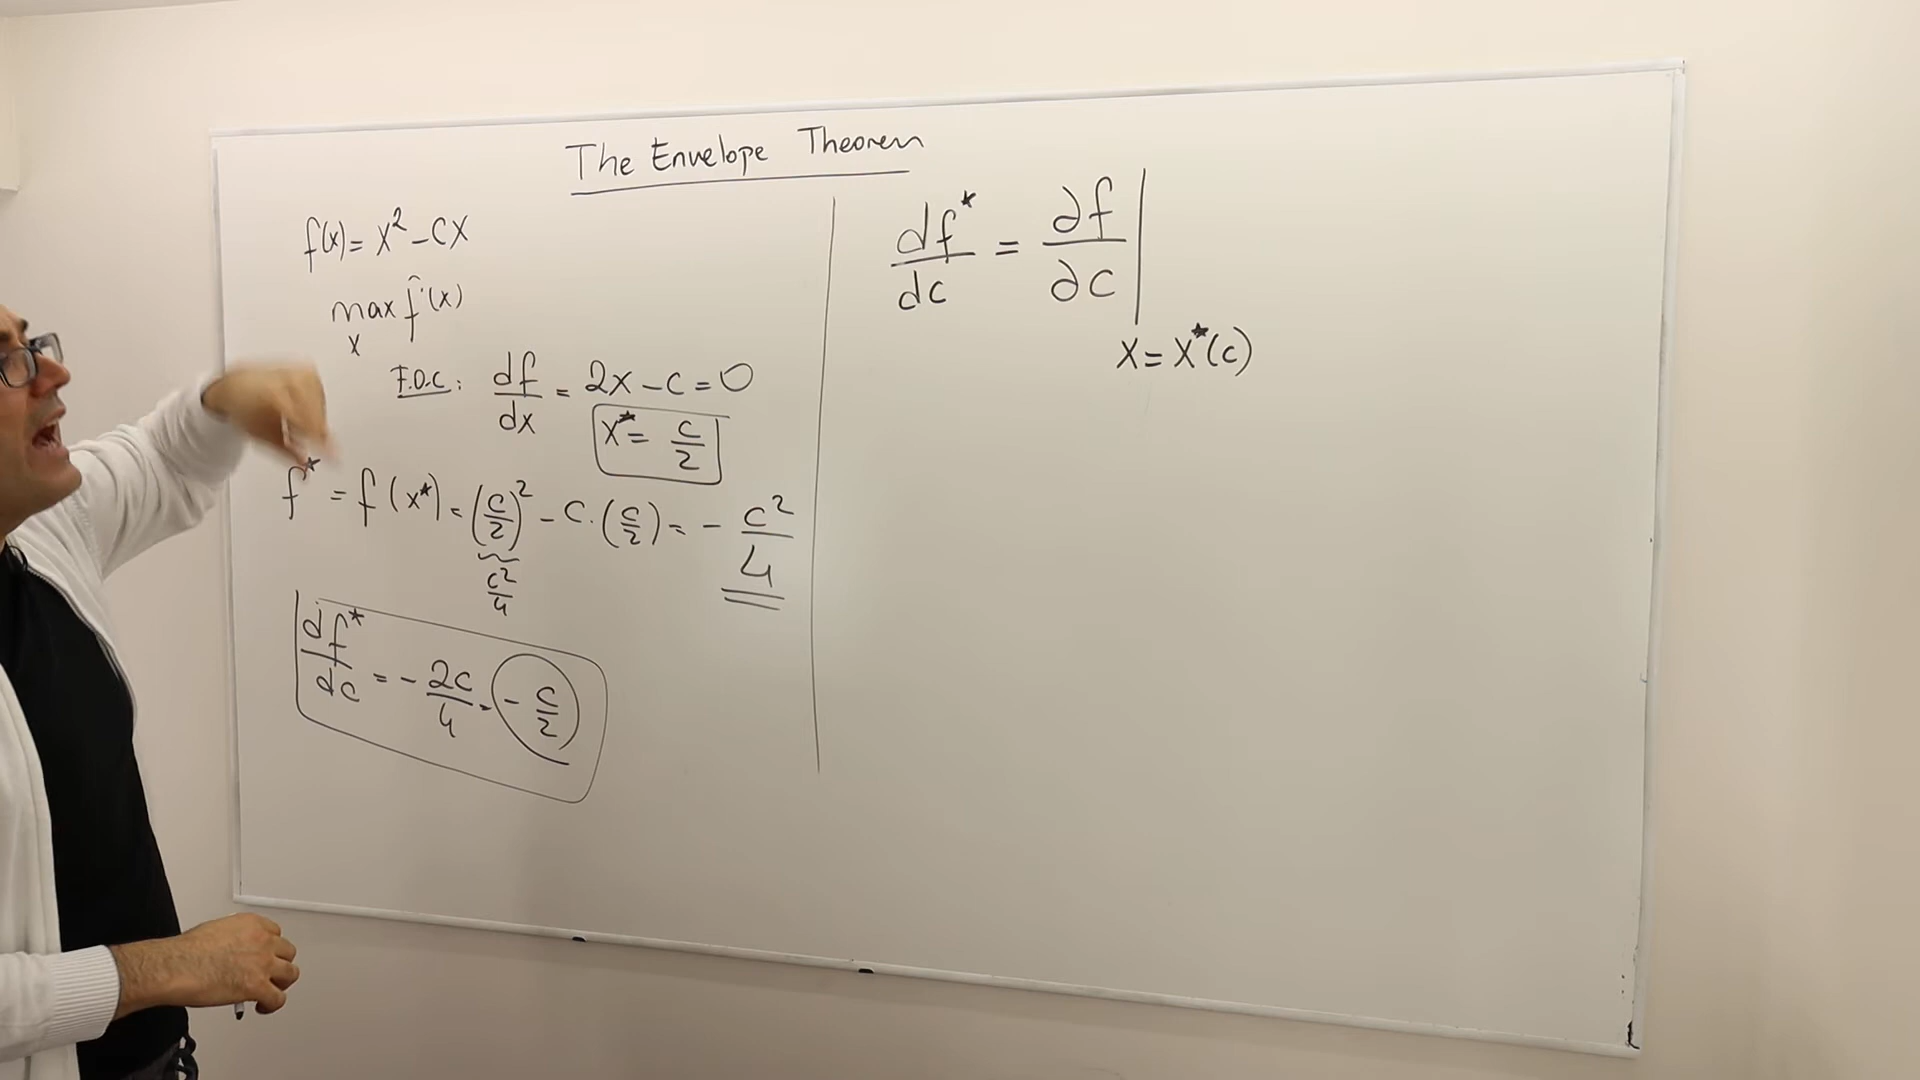 The Envelope Theorem
f(x)= x² - cx
max f(x)
x
F.O.C: df/dx = 2x - c = 0
x* = c/2
f* = f(x*) = (c/2)² - c·(c/2) = - c²/4
c²/4
df*/dc = - 2c/4 = - c/2
df*/dc = ∂f/∂c |
x = x*(c)